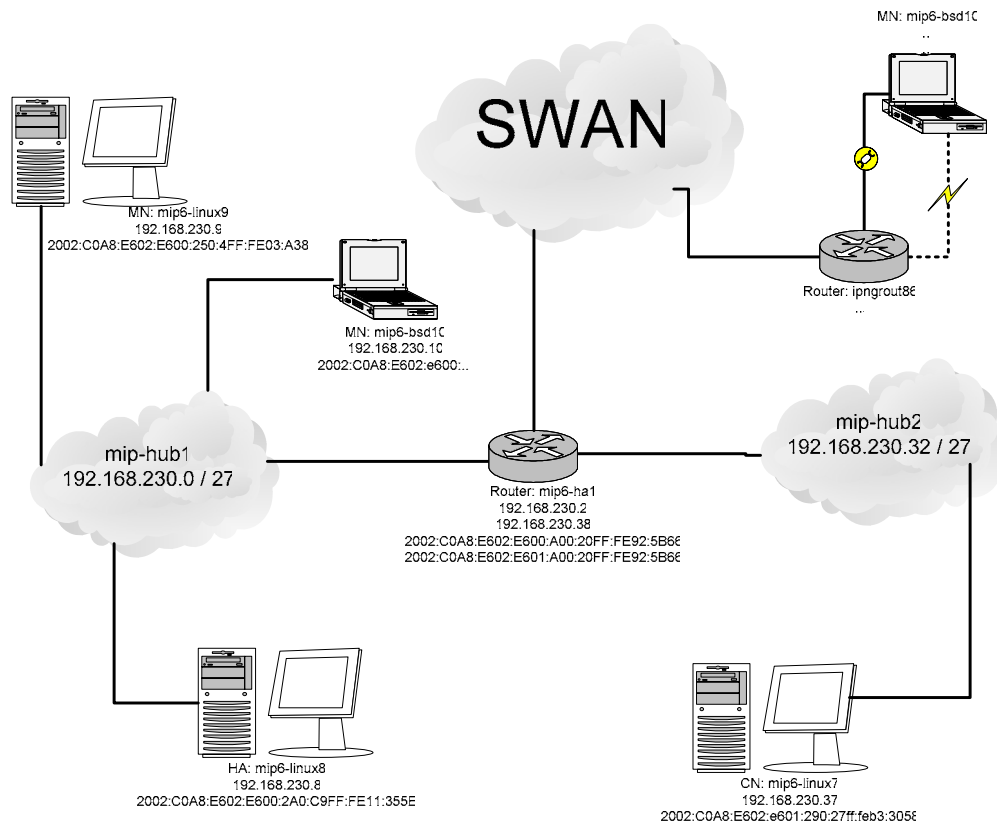 MN: mip6-bsd10
..
SWAN
MN: mip6-linux9
192.168.230.9
2002:C0A8:E602:E600:250:4FF:FE03:A38
MN: mip6-bsd10
192.168.230.10
2002:C0A8:E602:e600:..
Router: ipngrout86
...
mip-hub1
192.168.230.0 / 27
mip-hub2
192.168.230.32 / 27
Router: mip6-ha1
192.168.230.2
192.168.230.38
2002:C0A8:E602:E600:A00:20FF:FE92:5B66
2002:C0A8:E602:E601:A00:20FF:FE92:5B66
HA: mip6-linux8
192.168.230.8
2002:C0A8:E602:E600:2A0:C9FF:FE11:355E
CN: mip6-linux7
192.168.230.37
2002:C0A8:E602:e601:290:27ff:feb3:3058